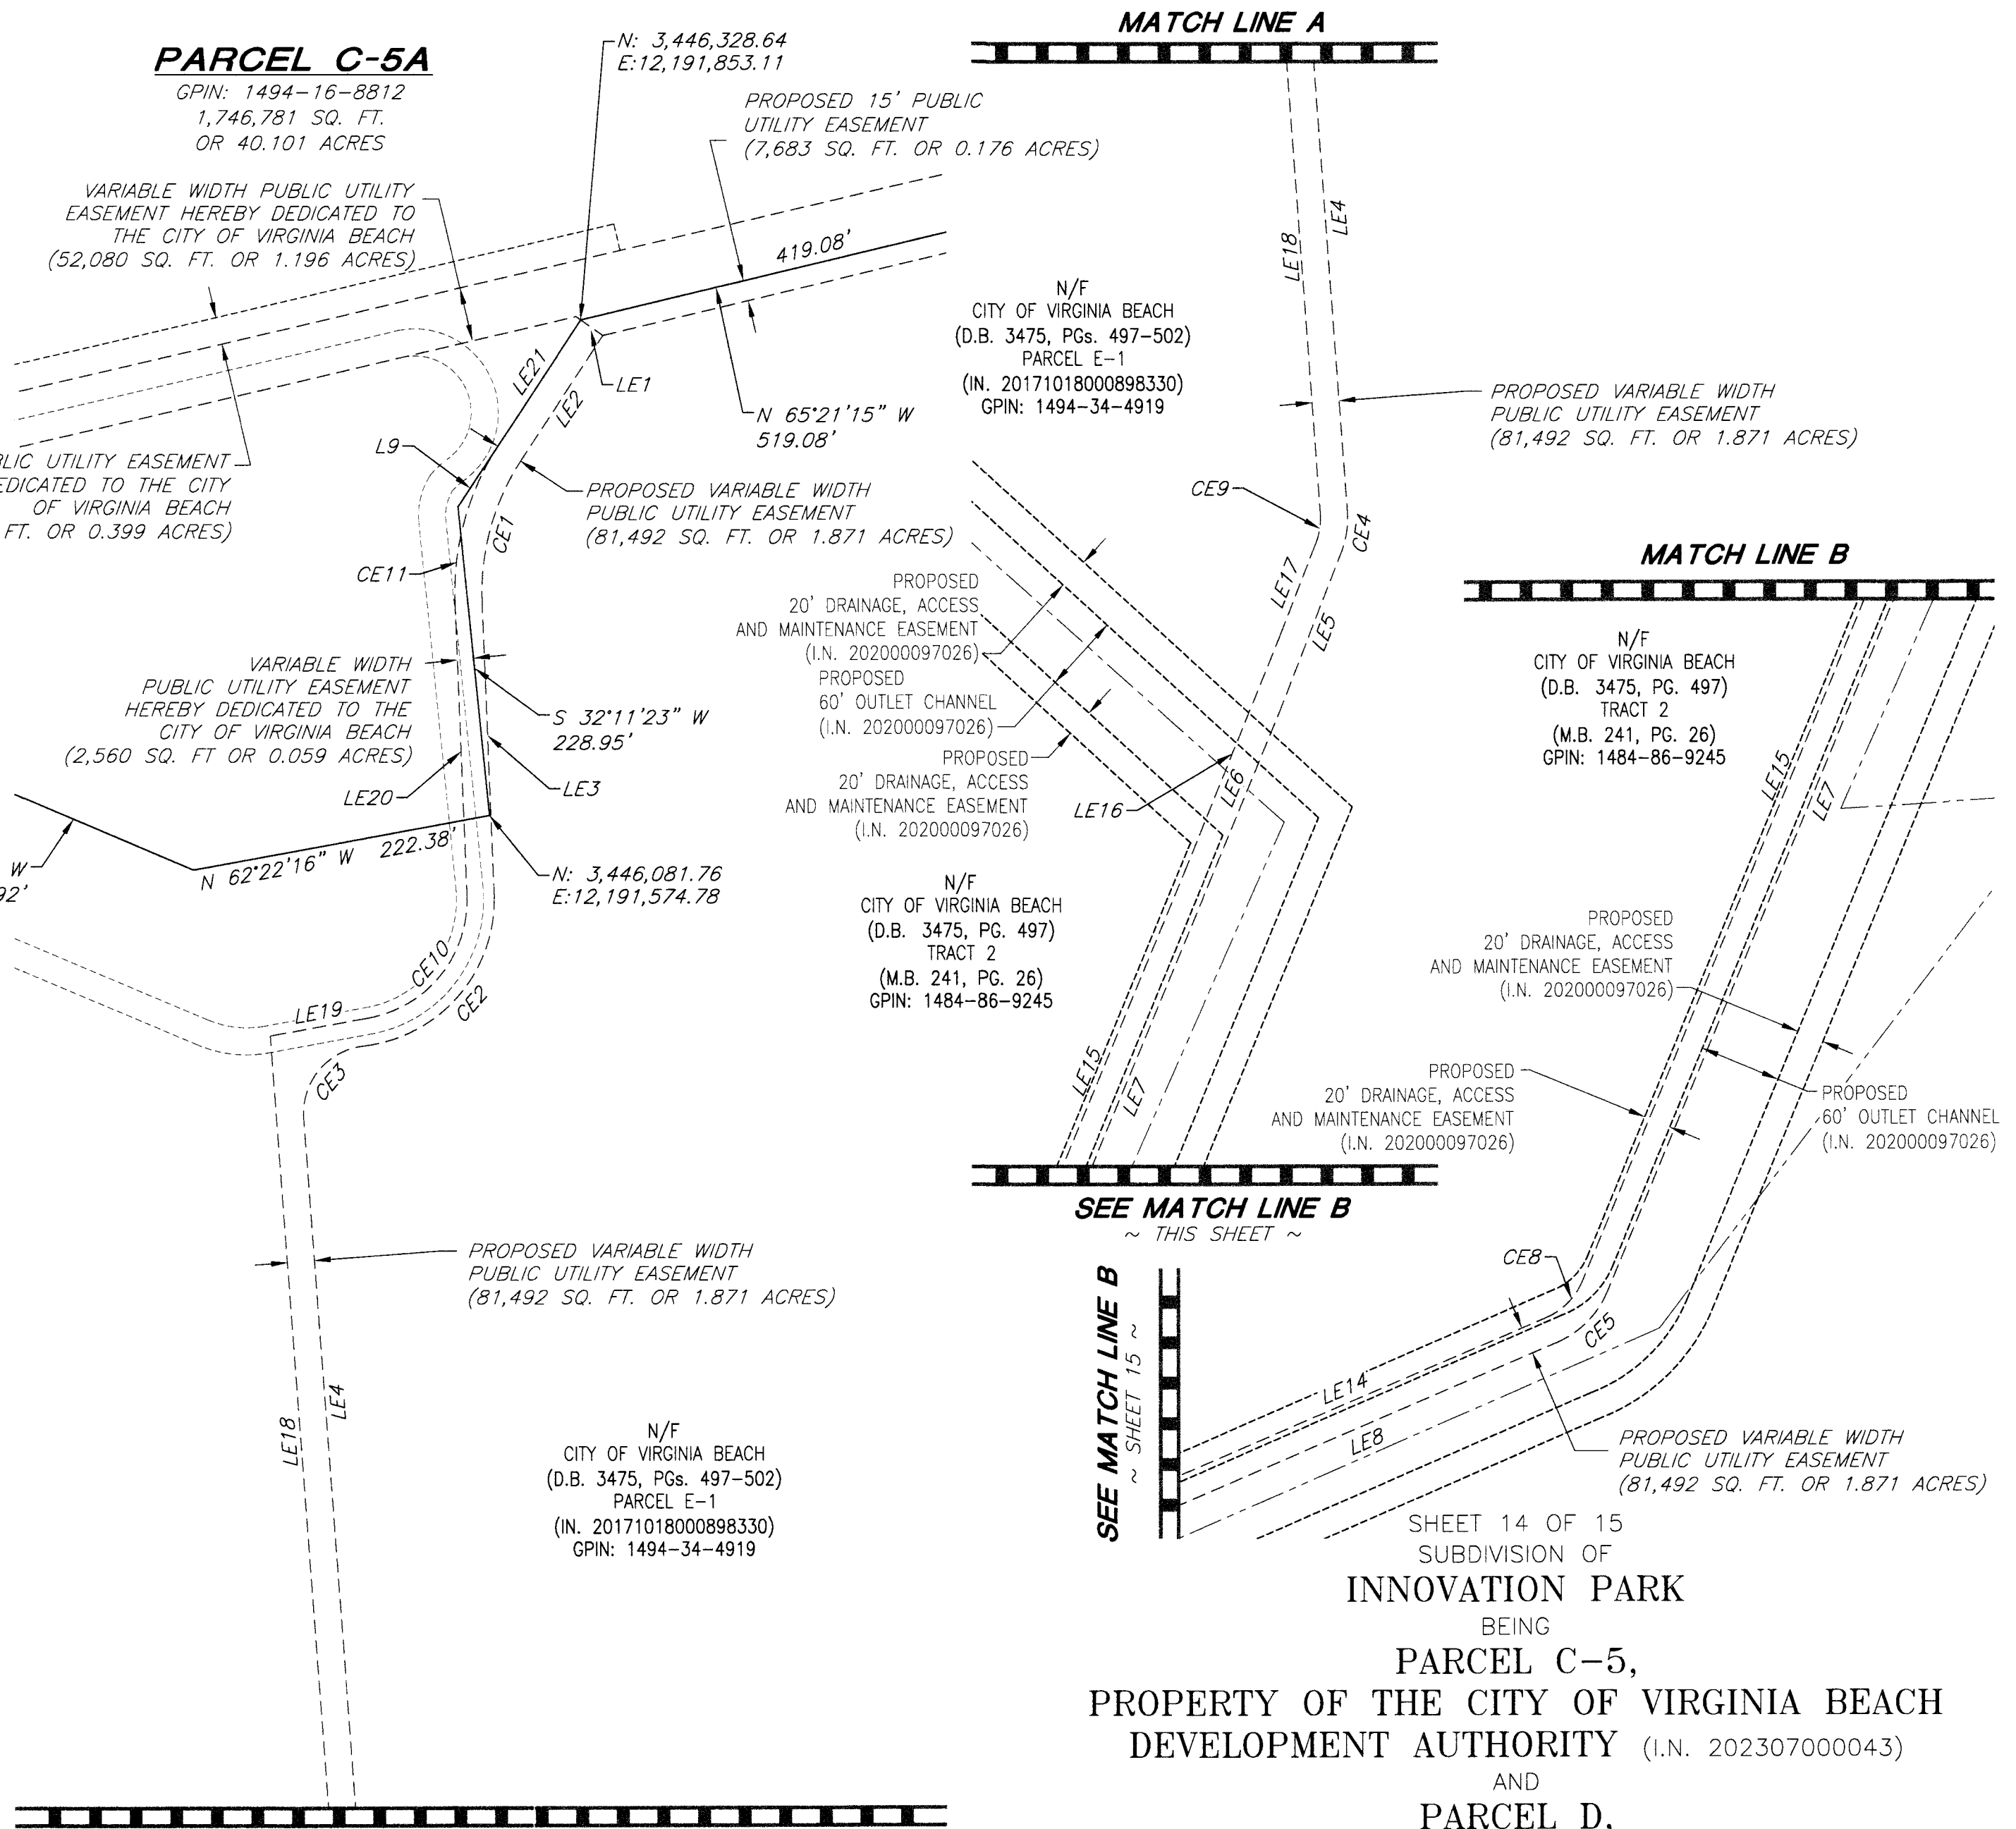 PARCEL C-5A
GPIN: 1494-16-8812
1,746,781 SQ. FT.
OR 40.101 ACRES
N: 3,446,328.64
E:12,191,853.11
PROPOSED 15' PUBLIC
UTILITY EASEMENT
(7,683 SQ. FT. OR 0.176 ACRES)
VARIABLE WIDTH PUBLIC UTILITY
EASEMENT HEREBY DEDICATED TO
THE CITY OF VIRGINIA BEACH
(52,080 SQ. FT. OR 1.196 ACRES)
419.08'
LE21
LE2
LE1
N 65°21'15" W
519.08'
L9
UTILITY EASEMENT
TO THE CITY
OF VIRGINIA BEACH
FT. OR 0.399 ACRES)
PROPOSED VARIABLE WIDTH
PUBLIC UTILITY EASEMENT
(81,492 SQ. FT. OR 1.871 ACRES)
CE1
CE11
VARIABLE WIDTH
PUBLIC UTILITY EASEMENT
HEREBY DEDICATED TO THE
CITY OF VIRGINIA BEACH
(2,560 SQ. FT OR 0.059 ACRES)
S 32°11'23" W
228.95'
LE20
LE3
W
92'
N 62°22'16" W 222.38'
N: 3,446,081.76
E:12,191,574.78
CE10
CE2
LE19
CE3
PROPOSED VARIABLE WIDTH
PUBLIC UTILITY EASEMENT
(81,492 SQ. FT. OR 1.871 ACRES)
LE18
LE4
N/F
CITY OF VIRGINIA BEACH
(D.B. 3475, PGs. 497-502)
PARCEL E-1
(IN. 20171018000898330)
GPIN: 1494-34-4919
MATCH LINE A
LE18
LE4
N/F
CITY OF VIRGINIA BEACH
(D.B. 3475, PGs. 497-502)
PARCEL E-1
(IN. 20171018000898330)
GPIN: 1494-34-4919
PROPOSED VARIABLE WIDTH
PUBLIC UTILITY EASEMENT
(81,492 SQ. FT. OR 1.871 ACRES)
CE9
CE4
LE17
LE5
PROPOSED
20' DRAINAGE, ACCESS
AND MAINTENANCE EASEMENT
(I.N. 202000097026)
PROPOSED
60' OUTLET CHANNEL
(I.N. 202000097026)
PROPOSED
20' DRAINAGE, ACCESS
AND MAINTENANCE EASEMENT
(I.N. 202000097026)
LE16
LE6
N/F
CITY OF VIRGINIA BEACH
(D.B. 3475, PG. 497)
TRACT 2
(M.B. 241, PG. 26)
GPIN: 1484-86-9245
LE15
LE7
SEE MATCH LINE B
~ THIS SHEET ~
MATCH LINE B
N/F
CITY OF VIRGINIA BEACH
(D.B. 3475, PG. 497)
TRACT 2
(M.B. 241, PG. 26)
GPIN: 1484-86-9245
LE15
LE7
PROPOSED
20' DRAINAGE, ACCESS
AND MAINTENANCE EASEMENT
(I.N. 202000097026)
PROPOSED
20' DRAINAGE, ACCESS
AND MAINTENANCE EASEMENT
(I.N. 202000097026)
PROPOSED
60' OUTLET CHANNEL
(I.N. 202000097026)
CE8
CE5
LE14
LE8
SEE MATCH LINE B
~ SHEET 15 ~
PROPOSED VARIABLE WIDTH
PUBLIC UTILITY EASEMENT
(81,492 SQ. FT. OR 1.871 ACRES)
SHEET 14 OF 15
SUBDIVISION OF
INNOVATION PARK
BEING
PARCEL C-5,
PROPERTY OF THE CITY OF VIRGINIA BEACH
DEVELOPMENT AUTHORITY (I.N. 202307000043)
AND
PARCEL D,